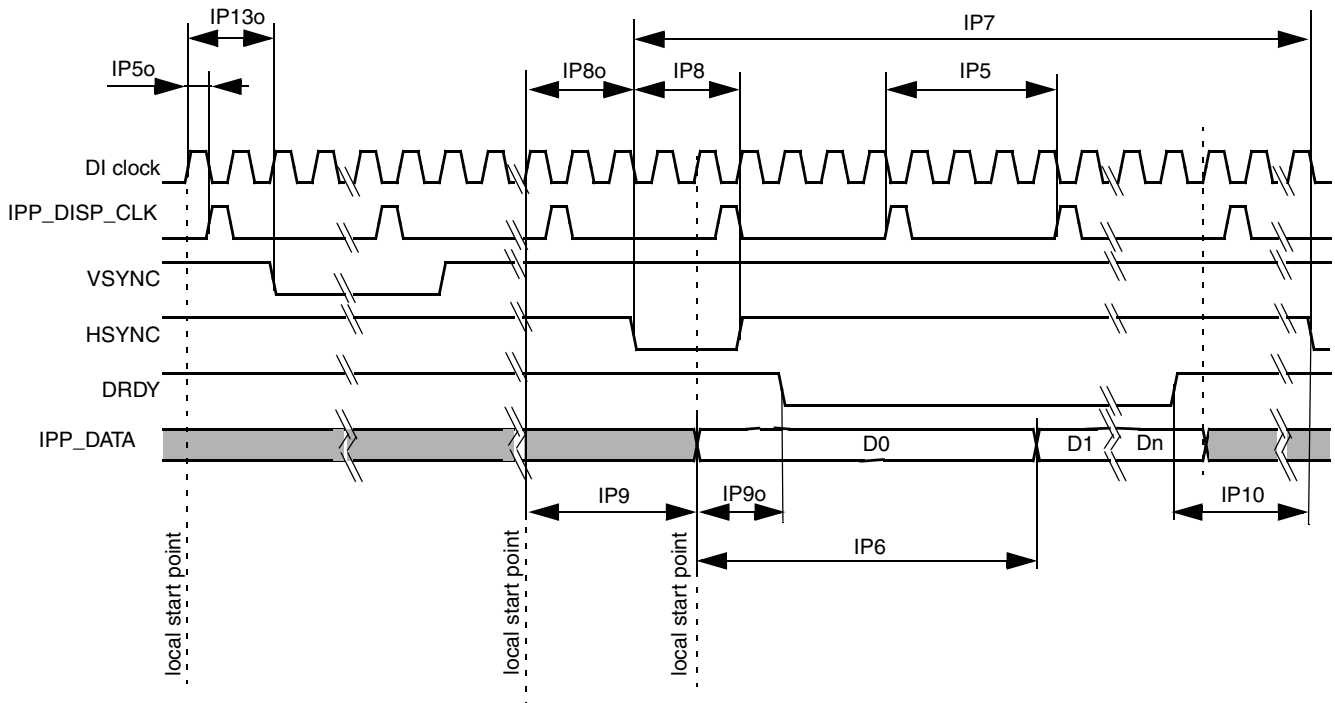 IP13o
IP7
IP5o
IP8o
IP8
IP5
DI clock
IPP_DISP_CLK
VSYNC
HSYNC
DRDY
IPP_DATA
D0
D1
Dn
IP9
IP9o
IP10
IP6
local start point
local start point
local start point